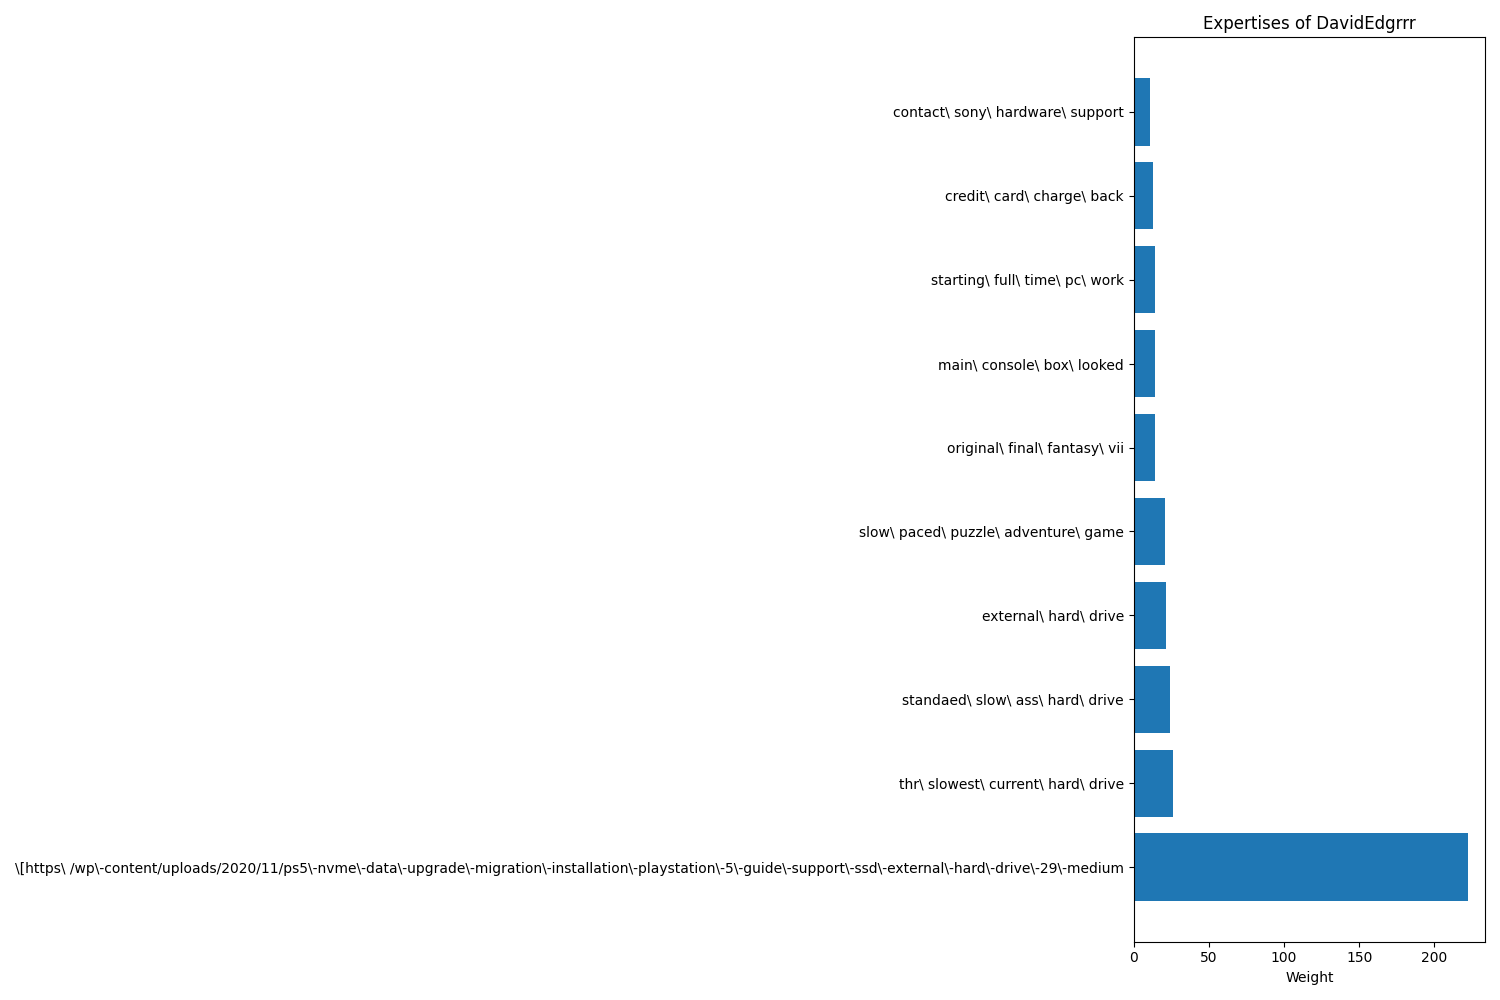 Expertises of DavidEdgrrr
contact\ sony\ hardware\ support
credit\ card\ charge\ back
starting\ full\ time\ pc\ work
main\ console\ box\ looked
original\ final\ fantasy\ vii
slow\ paced\ puzzle\ adventure\ game
external\ hard\ drive
standaed\ slow\ ass\ hard\ drive
thr\ slowest\ current\ hard\ drive
\[https\ /wp\-content/uploads/2020/11/ps5\-nvme\-data\-upgrade\-migration\-installation\-playstation\-5\-guide\-support\-ssd\-external\-hard\-drive\-29\-medium
0 50 100 150 200
Weight